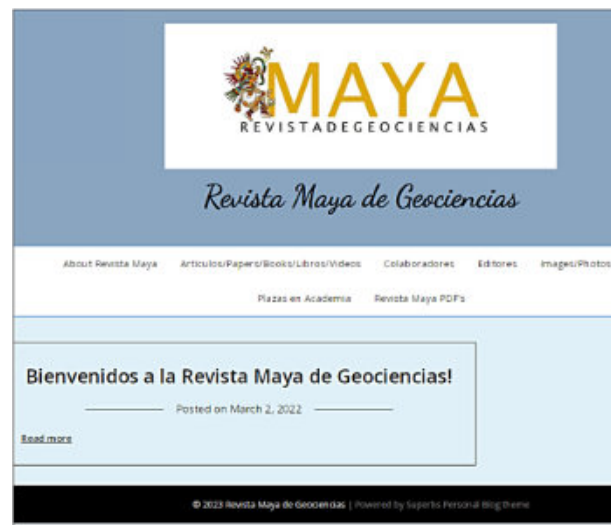 MAYA
REVISTADEGEOCIENCIAS
Revista Maya de Geociencias
About Revista Maya Articulos/Papers/Books/Libros/Videos Colaboradores Editores Images/Photos
Plazas en Academia Revista Maya PDF's
Bienvenidos a la Revista Maya de Geociencias!
Posted on March 2, 2022
Read more
© 2023 Revista Maya de Geociencias | Powered by Superbs Personal Blog theme